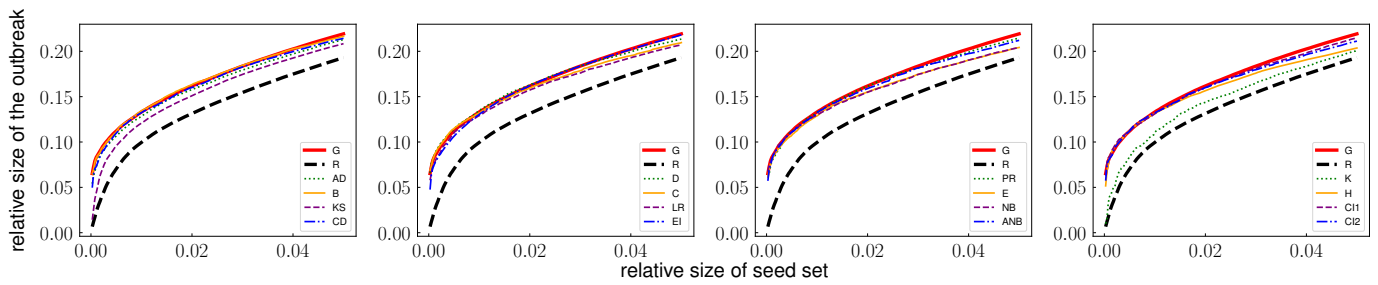 relative size of the outbreak
0.20
0.15
0.10
0.05
0.00
0.00 0.02 0.04
G
R
AD
B
KS
CD
0.20
0.15
0.10
0.05
0.00
0.00 0.02 0.04
G
R
D
C
LR
EI
0.20
0.15
0.10
0.05
0.00
0.00 0.02 0.04
G
R
PR
E
NB
ANB
0.20
0.15
0.10
0.05
0.00
0.00 0.02 0.04
G
R
K
H
CI1
CI2
relative size of seed set